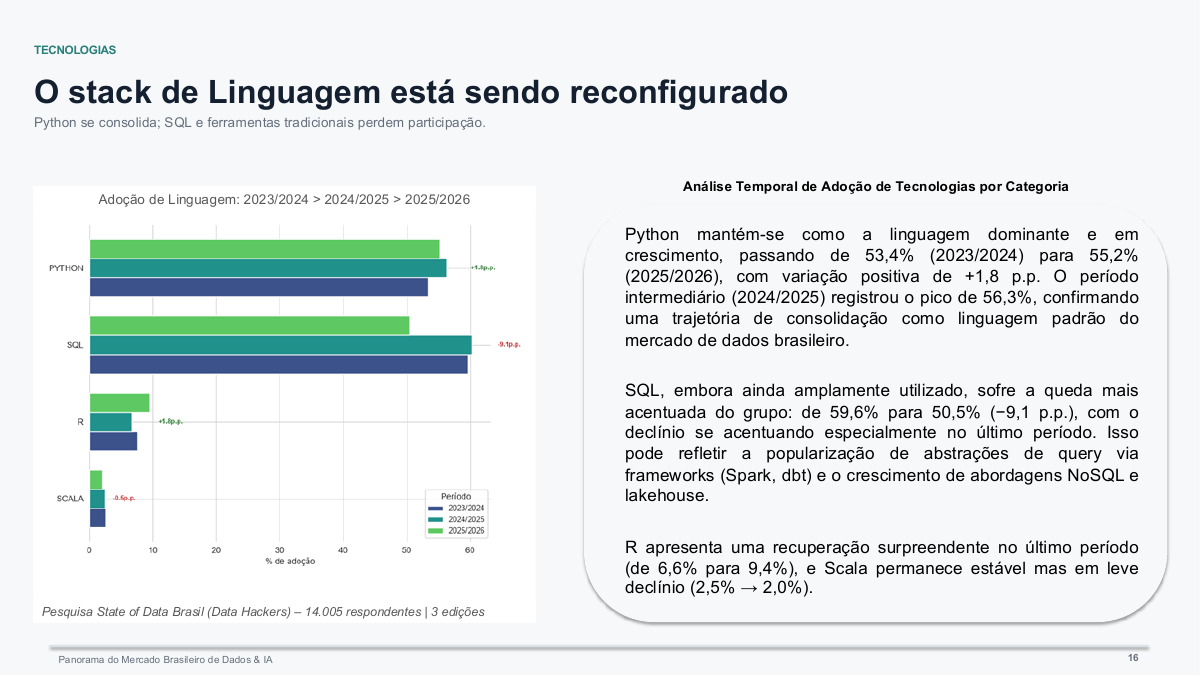 TECNOLOGIAS
O stack de Linguagem está sendo reconfigurado
Python se consolida; SQL e ferramentas tradicionais perdem participação.
Adoção de Linguagem: 2023/2024 > 2024/2025 > 2025/2026
PYTHON
+1.8p.p.
SQL
-9.1p.p.
R
+1.8p.p.
SCALA
-0.5p.p.
Período
2023/2024
2024/2025
2025/2026
0 10 20 30 40 50 60
% de adoção
Pesquisa State of Data Brasil (Data Hackers) – 14.005 respondentes | 3 edições
Análise Temporal de Adoção de Tecnologias por Categoria
Python mantém-se como a linguagem dominante e em
crescimento, passando de 53,4% (2023/2024) para 55,2%
(2025/2026), com variação positiva de +1,8 p.p. O período
intermediário (2024/2025) registrou o pico de 56,3%, confirmando
uma trajetória de consolidação como linguagem padrão do
mercado de dados brasileiro.
SQL, embora ainda amplamente utilizado, sofre a queda mais
acentuada do grupo: de 59,6% para 50,5% (−9,1 p.p.), com o
declínio se acentuando especialmente no último período. Isso
pode refletir a popularização de abstrações de query via
frameworks (Spark, dbt) e o crescimento de abordagens NoSQL e
lakehouse.
R apresenta uma recuperação surpreendente no último período
(de 6,6% para 9,4%), e Scala permanece estável mas em leve
declínio (2,5% → 2,0%).
Panorama do Mercado Brasileiro de Dados & IA
16